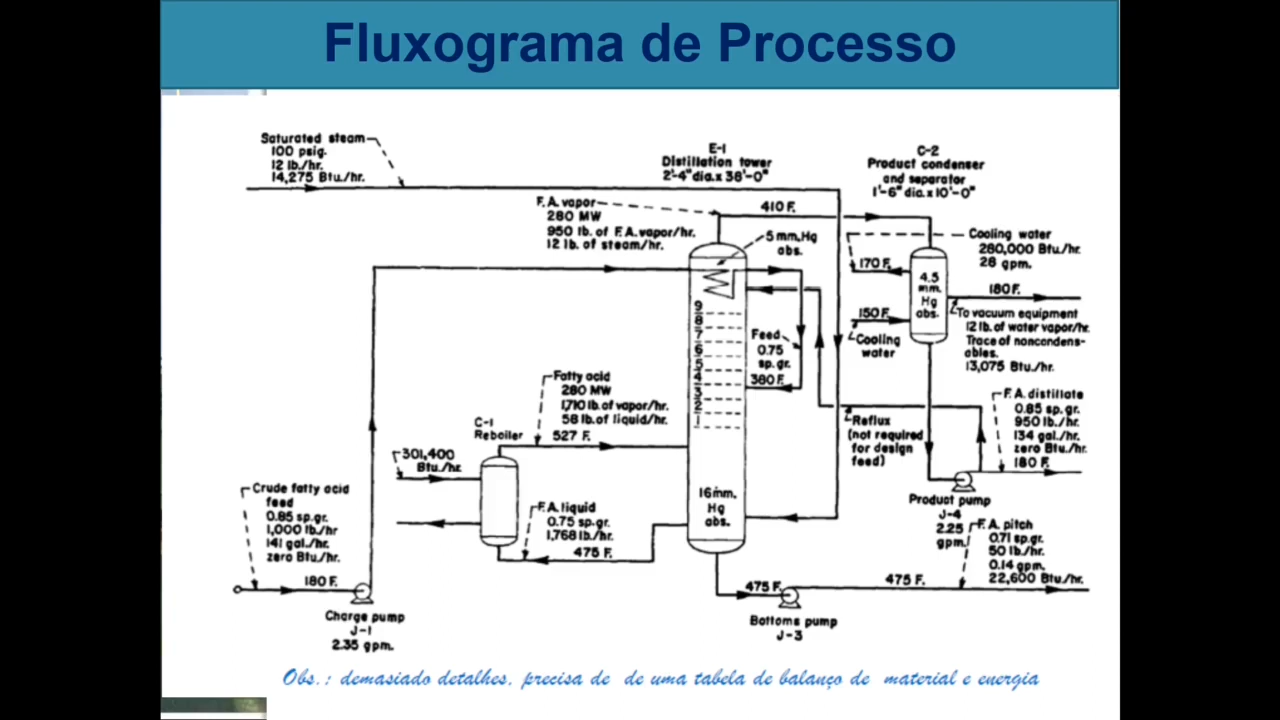 Fluxograma de Processo
Saturated steam
100 psig.
12 lb./hr.
14,275 Btu./hr.
E-1
Distillation tower
2'-4" dia. x 38'-0"
C-2
Product condenser
and separator
1'-6" dia. x 10'-0"
F.A. vapor
280 MW
950 lb. of F.A. vapor/hr.
12 lb. of steam/hr.
410 F.
5 mm. Hg
abs.
Cooling water
280,000 Btu./hr.
28 gpm.
170 F.
4.5
mm.
Hg
abs.
180 F.
150 F.
Cooling
water
To vacuum equipment
12 lb. of water vapor/hr.
Trace of noncondens-
ables.
13,075 Btu./hr.
9
8
7
6
5
4
3
2
1
Feed
0.75
sp. gr.
380 F.
Fatty acid
280 MW
1,710 lb. of vapor/hr.
58 lb. of liquid/hr.
527 F.
C-1
Reboiler
301,400
Btu./hr.
Reflux
(not required
for design
feed)
F.A. distillate
0.85 sp. gr.
950 lb./hr.
134 gal./hr.
zero Btu./hr.
180 F.
Crude fatty acid
feed
0.85 sp. gr.
1,000 lb./hr
141 gal./hr.
zero Btu./hr.
180 F.
Charge pump
J-1
2.35 gpm.
F.A. liquid
0.75 sp. gr.
1,768 lb./hr.
475 F.
16 mm.
Hg
abs.
Product pump
J-4
2.25
gpm.
F.A. pitch
0.71 sp. gr.
50 lb./hr.
0.14 gpm.
22,600 Btu./hr.
475 F.
475 F.
Bottoms pump
J-3
Obs.: demasiado detalhes, precisa de de uma tabela de balanço de material e energia